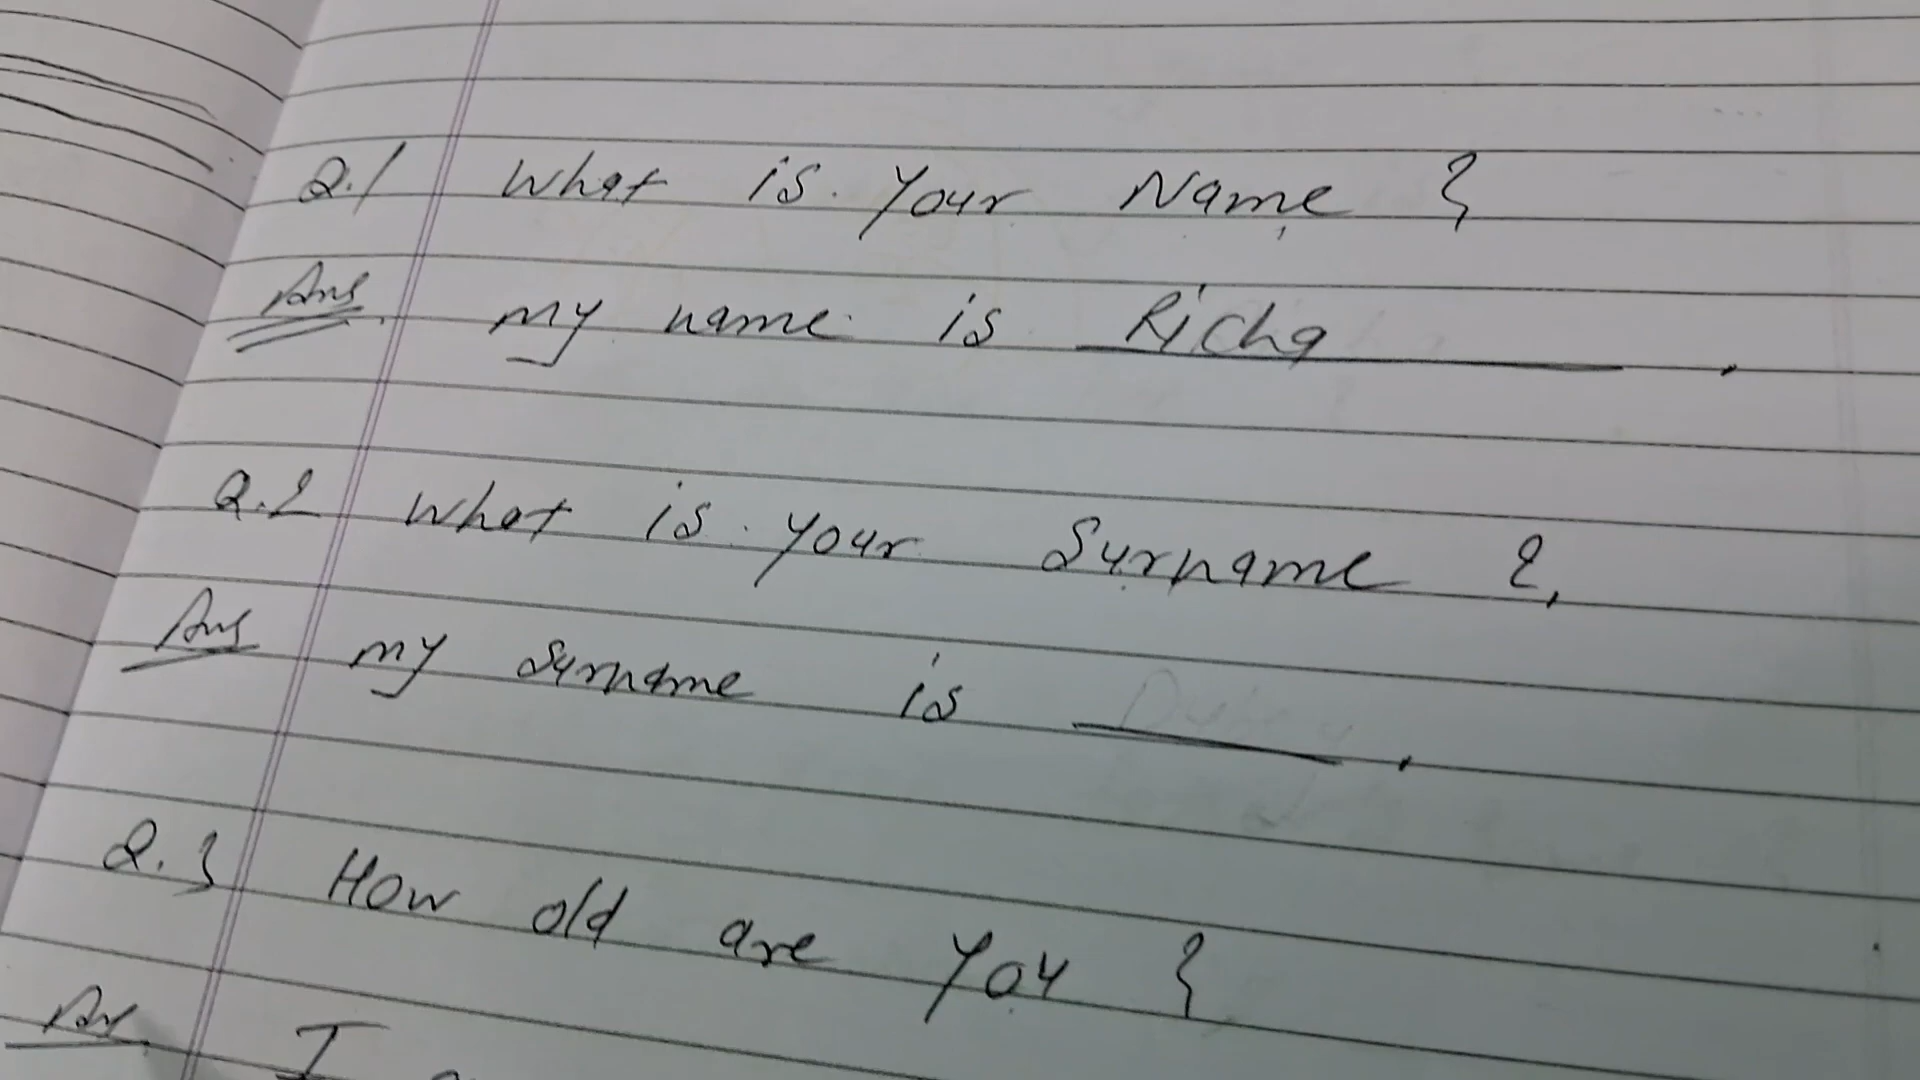 Q.1 What is your Name ?
Ans my name is Richa .
Q.2 What is your Surname ?
Ans my surname is .
Q.3 How old are you ?
Ans I